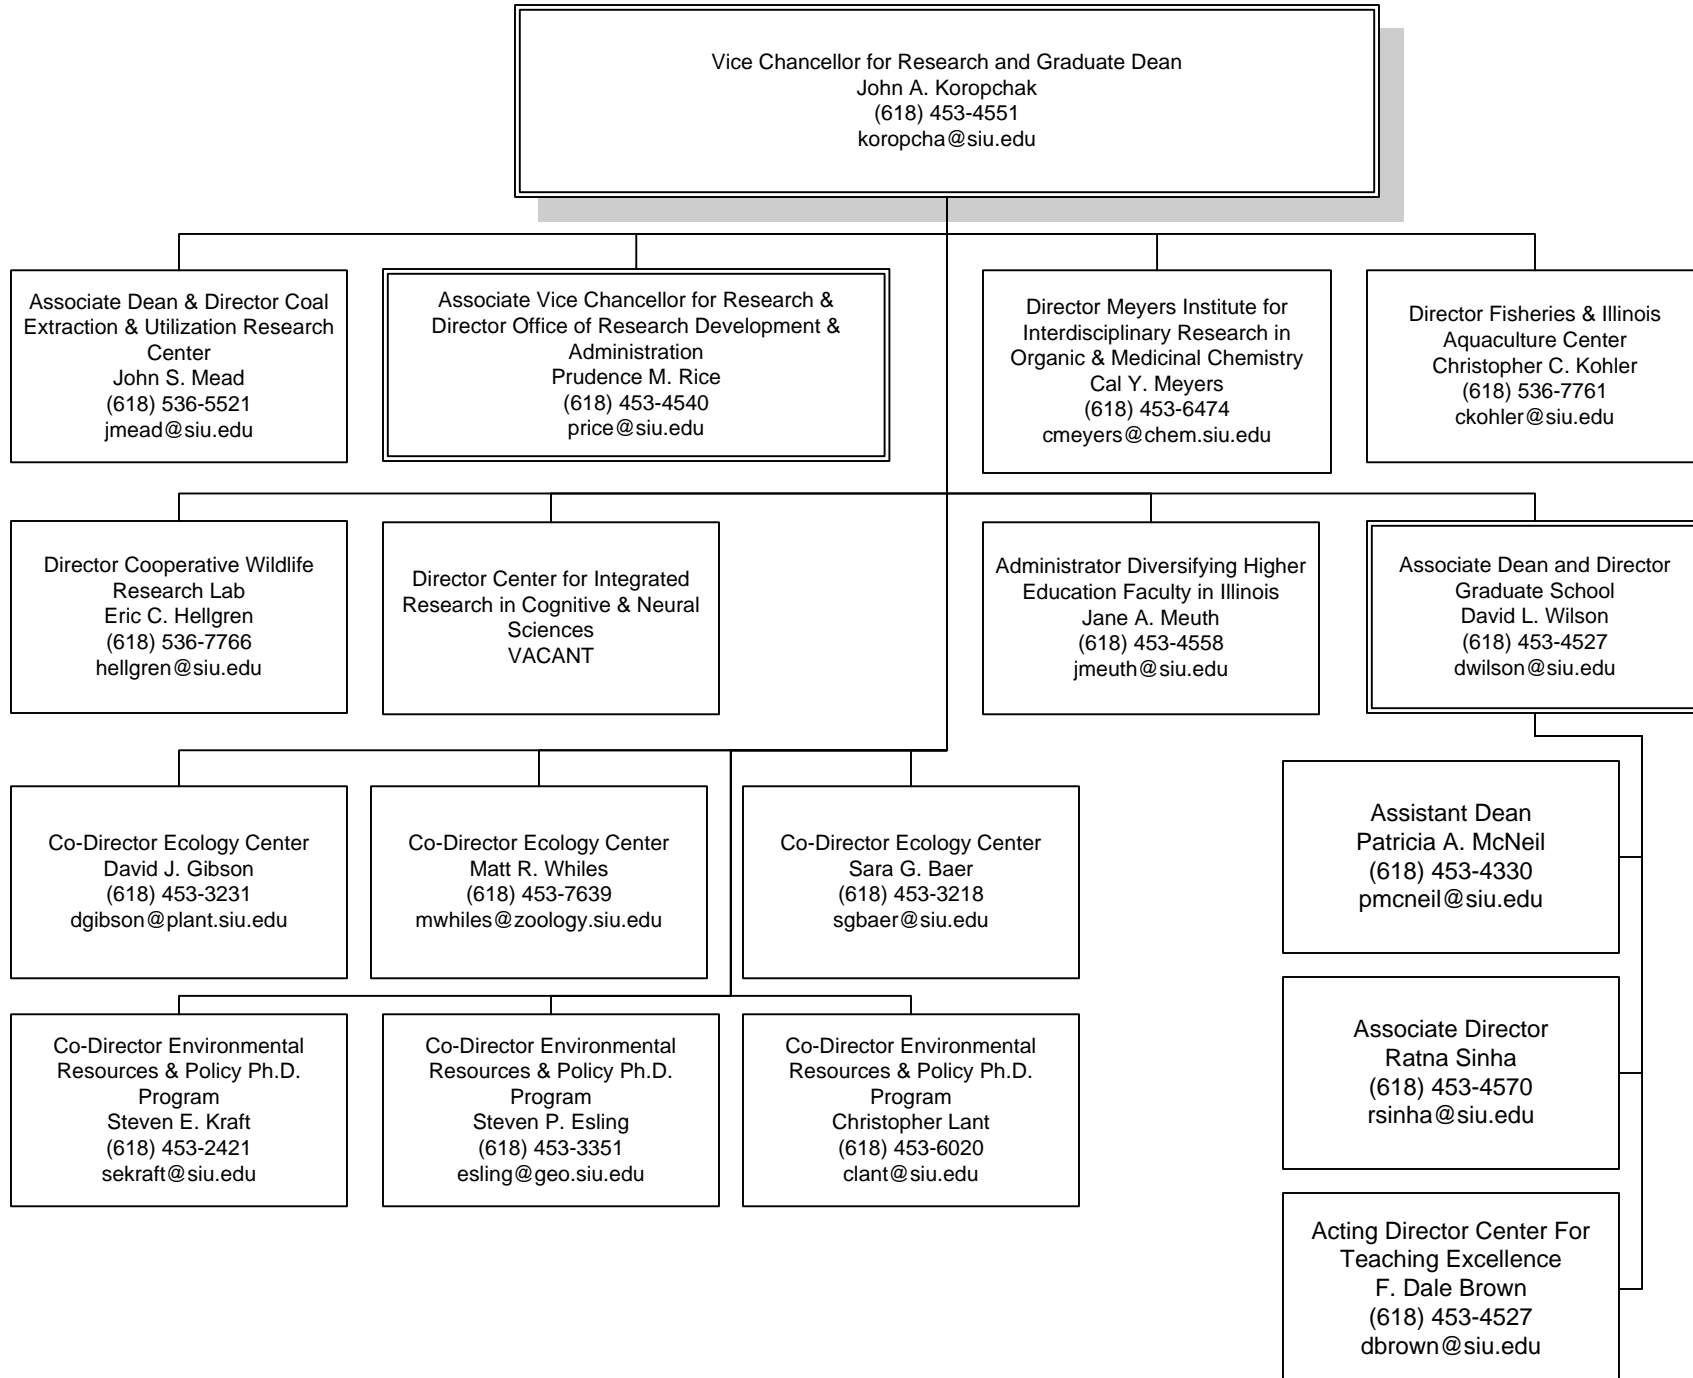 Vice Chancellor for Research and Graduate Dean
John A. Koropchak
(618) 453-4551
koropcha@siu.edu
Associate Dean & Director Coal
Extraction & Utilization Research
Center
John S. Mead
(618) 536-5521
jmead@siu.edu
Associate Vice Chancellor for Research &
Director Office of Research Development &
Administration
Prudence M. Rice
(618) 453-4540
price@siu.edu
Director Meyers Institute for
Interdisciplinary Research in
Organic & Medicinal Chemistry
Cal Y. Meyers
(618) 453-6474
cmeyers@chem.siu.edu
Director Fisheries & Illinois
Aquaculture Center
Christopher C. Kohler
(618) 536-7761
ckohler@siu.edu
Director Cooperative Wildlife
Research Lab
Eric C. Hellgren
(618) 536-7766
hellgren@siu.edu
Director Center for Integrated
Research in Cognitive & Neural
Sciences
VACANT
Administrator Diversifying Higher
Education Faculty in Illinois
Jane A. Meuth
(618) 453-4558
jmeuth@siu.edu
Associate Dean and Director
Graduate School
David L. Wilson
(618) 453-4527
dwilson@siu.edu
Co-Director Ecology Center
David J. Gibson
(618) 453-3231
dgibson@plant.siu.edu
Co-Director Ecology Center
Matt R. Whiles
(618) 453-7639
mwhiles@zoology.siu.edu
Co-Director Ecology Center
Sara G. Baer
(618) 453-3218
sgbaer@siu.edu
Assistant Dean
Patricia A. McNeil
(618) 453-4330
pmcneil@siu.edu
Co-Director Environmental
Resources & Policy Ph.D.
Program
Steven E. Kraft
(618) 453-2421
sekraft@siu.edu
Co-Director Environmental
Resources & Policy Ph.D.
Program
Steven P. Esling
(618) 453-3351
esling@geo.siu.edu
Co-Director Environmental
Resources & Policy Ph.D.
Program
Christopher Lant
(618) 453-6020
clant@siu.edu
Associate Director
Ratna Sinha
(618) 453-4570
rsinha@siu.edu
Acting Director Center For
Teaching Excellence
F. Dale Brown
(618) 453-4527
dbrown@siu.edu